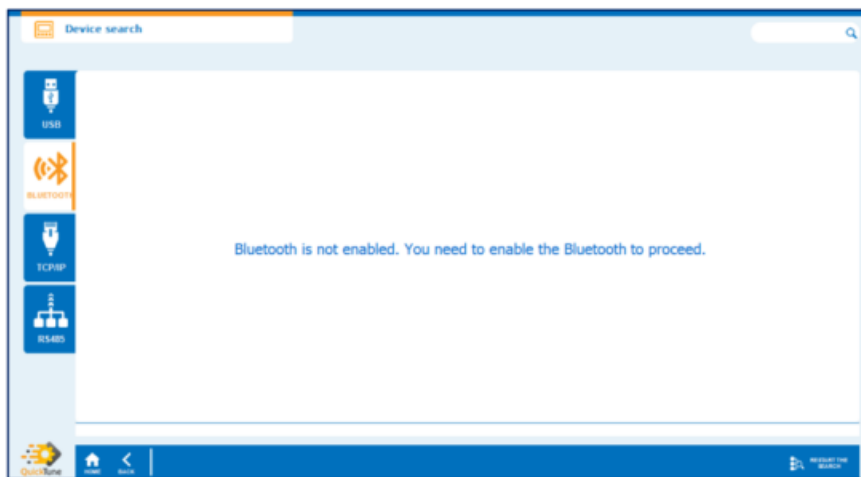 Device search
USB
BLUETOOTH
TCP/IP
Bluetooth is not enabled. You need to enable the Bluetooth to proceed.
RS485
QuickTune
HOME
BACK
RESTART THE
SEARCH